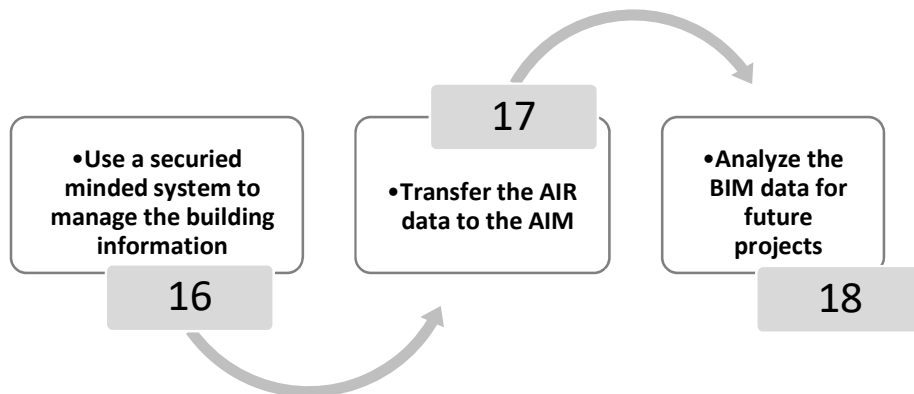 •Use a securied
minded system to
manage the building
information
16
17
•Transfer the AIR
data to the AIM
•Analyze the
BIM data for
future
projects
18